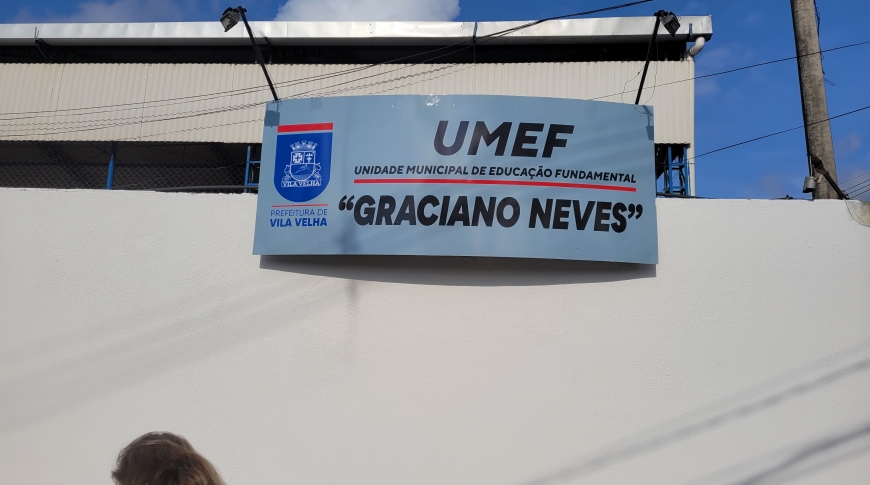 VILA VELHA
PREFEITURA DE
VILA VELHA
UMEF
UNIDADE MUNICIPAL DE EDUCAÇÃO FUNDAMENTAL
“GRACIANO NEVES”